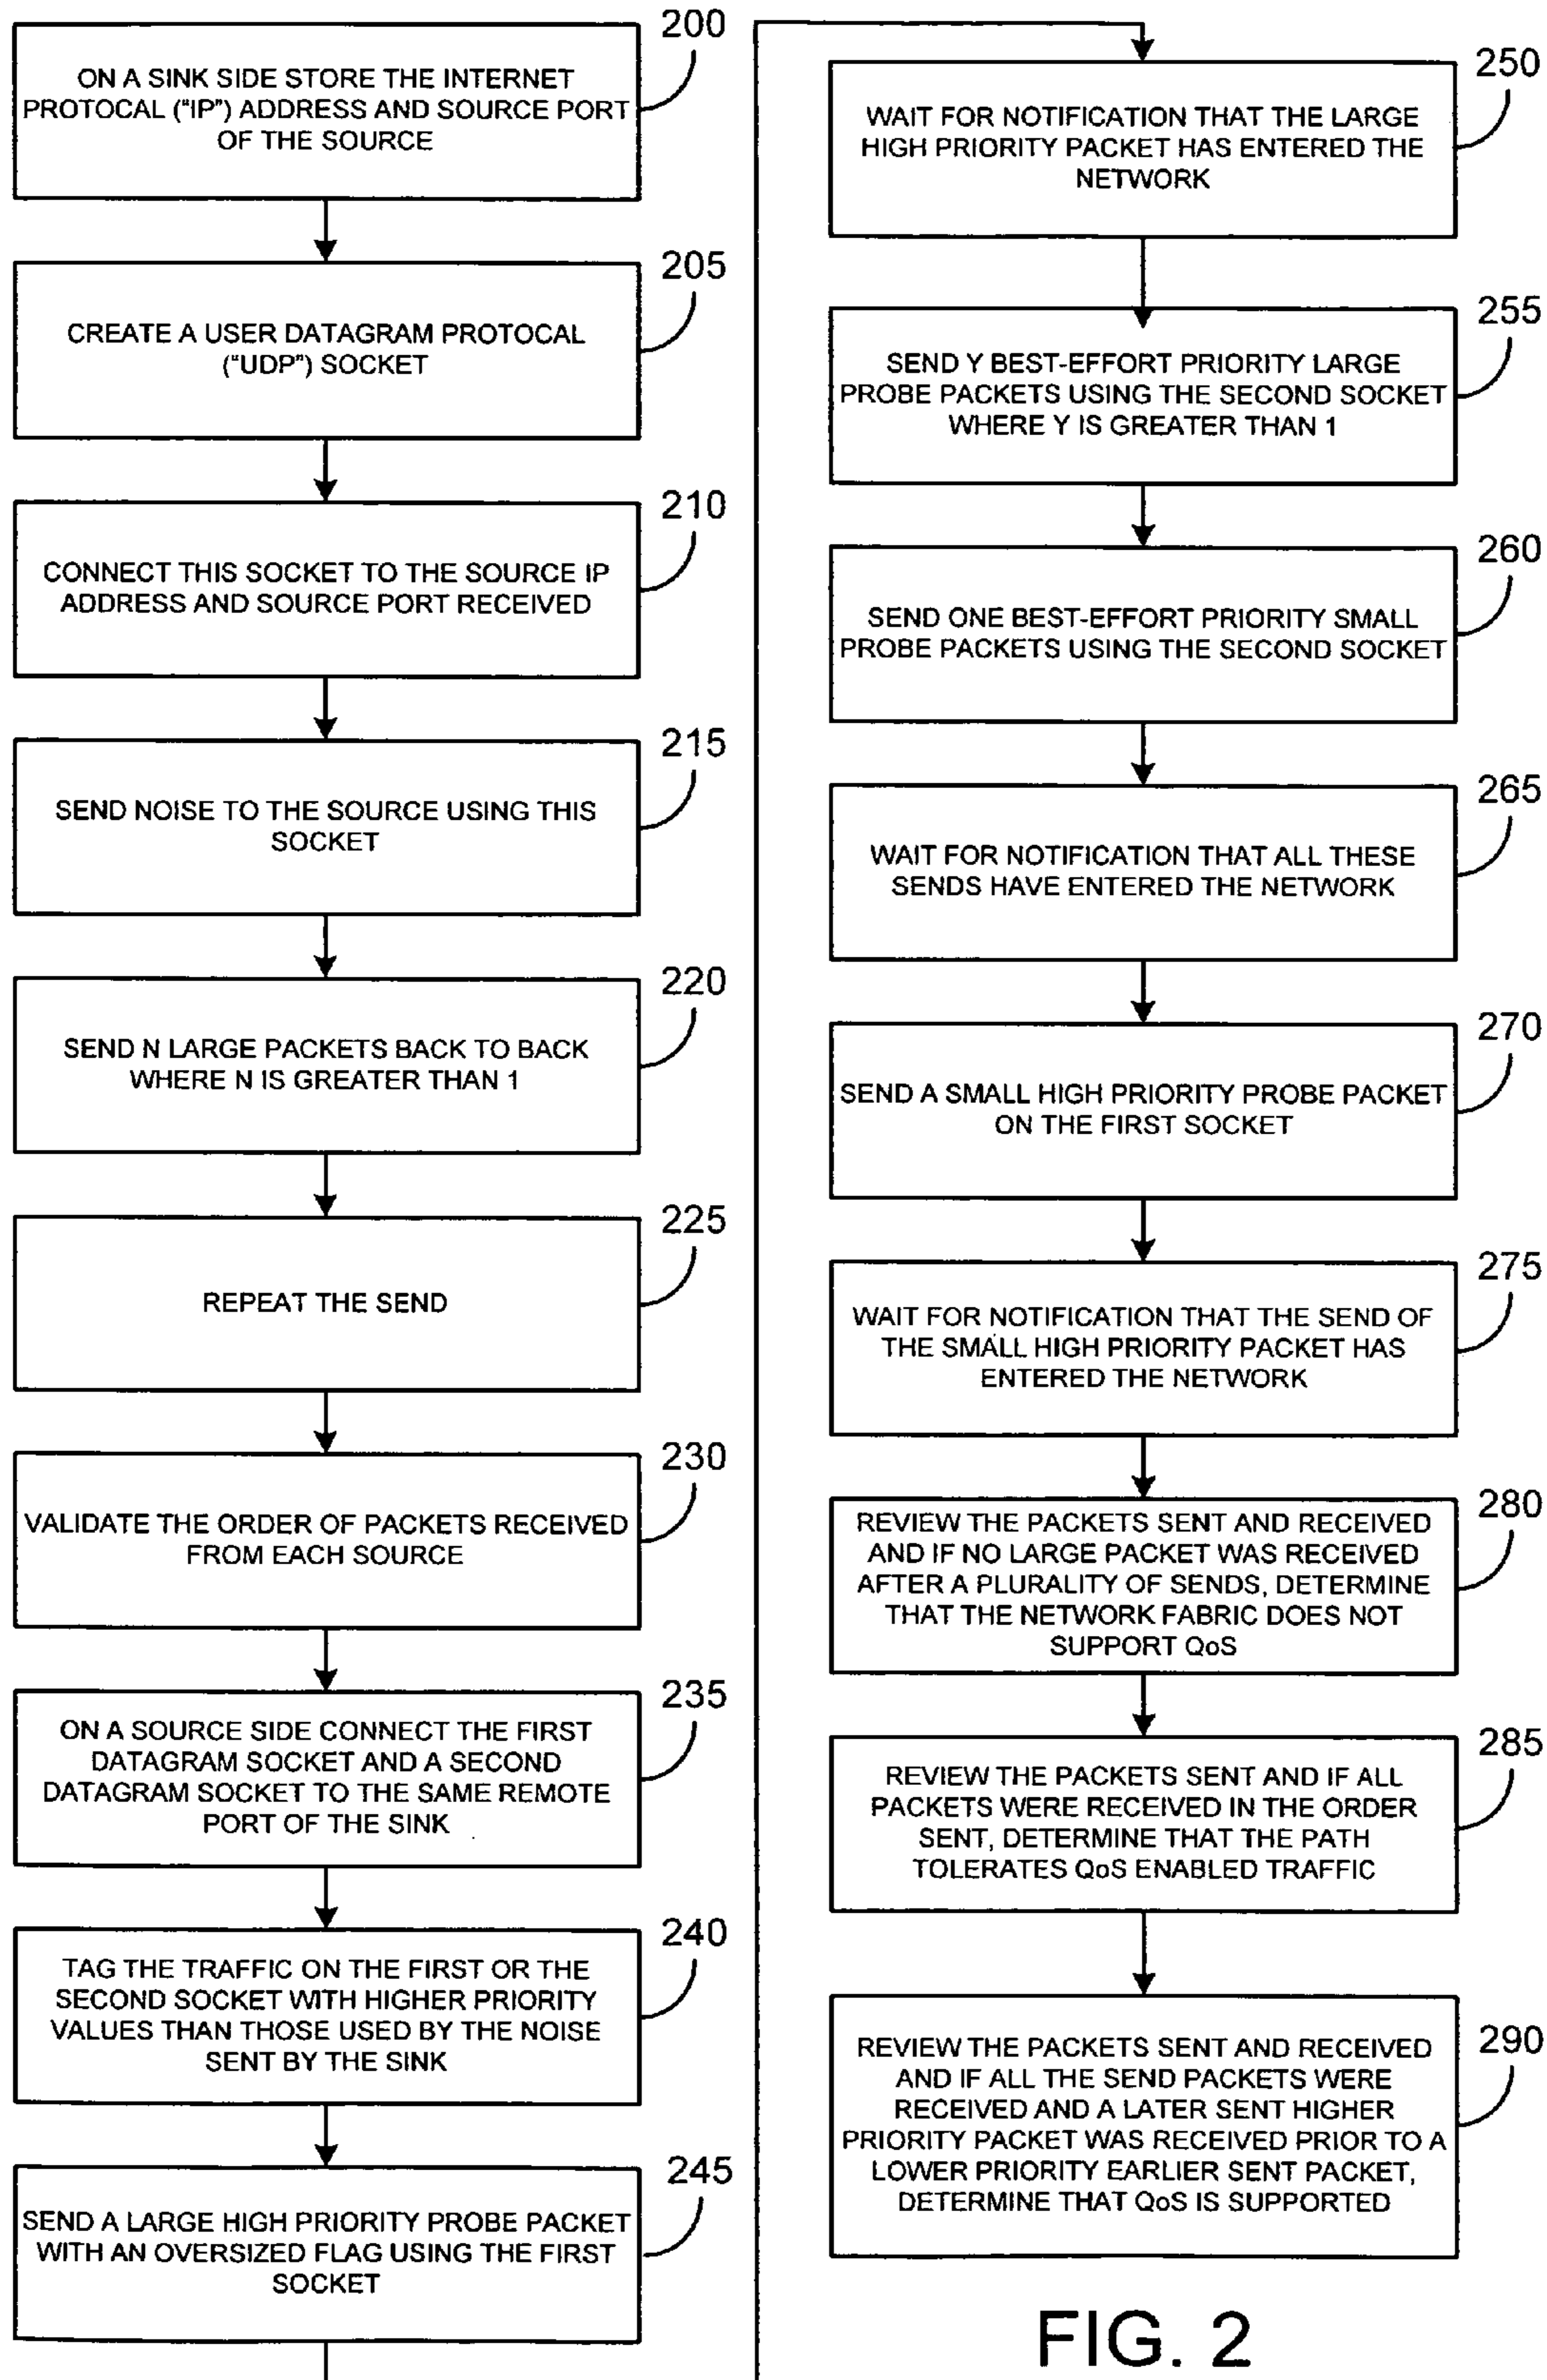 200
ON A SINK SIDE STORE THE INTERNET
PROTOCAL ("IP") ADDRESS AND SOURCE PORT
OF THE SOURCE
205
CREATE A USER DATAGRAM PROTOCAL
("UDP") SOCKET
210
CONNECT THIS SOCKET TO THE SOURCE IP
ADDRESS AND SOURCE PORT RECEIVED
215
SEND NOISE TO THE SOURCE USING THIS
SOCKET
220
SEND N LARGE PACKETS BACK TO BACK
WHERE N IS GREATER THAN 1
225
REPEAT THE SEND
230
VALIDATE THE ORDER OF PACKETS RECEIVED
FROM EACH SOURCE
235
ON A SOURCE SIDE CONNECT THE FIRST
DATAGRAM SOCKET AND A SECOND
DATAGRAM SOCKET TO THE SAME REMOTE
PORT OF THE SINK
240
TAG THE TRAFFIC ON THE FIRST OR THE
SECOND SOCKET WITH HIGHER PRIORITY
VALUES THAN THOSE USED BY THE NOISE
SENT BY THE SINK
245
SEND A LARGE HIGH PRIORITY PROBE PACKET
WITH AN OVERSIZED FLAG USING THE FIRST
SOCKET
250
WAIT FOR NOTIFICATION THAT THE LARGE
HIGH PRIORITY PACKET HAS ENTERED THE
NETWORK
255
SEND Y BEST-EFFORT PRIORITY LARGE
PROBE PACKETS USING THE SECOND SOCKET
WHERE Y IS GREATER THAN 1
260
SEND ONE BEST-EFFORT PRIORITY SMALL
PROBE PACKETS USING THE SECOND SOCKET
265
WAIT FOR NOTIFICATION THAT ALL THESE
SENDS HAVE ENTERED THE NETWORK
270
SEND A SMALL HIGH PRIORITY PROBE PACKET
ON THE FIRST SOCKET
275
WAIT FOR NOTIFICATION THAT THE SEND OF
THE SMALL HIGH PRIORITY PACKET HAS
ENTERED THE NETWORK
280
REVIEW THE PACKETS SENT AND RECEIVED
AND IF NO LARGE PACKET WAS RECEIVED
AFTER A PLURALITY OF SENDS, DETERMINE
THAT THE NETWORK FABRIC DOES NOT
SUPPORT QoS
285
REVIEW THE PACKETS SENT AND IF ALL
PACKETS WERE RECEIVED IN THE ORDER
SENT, DETERMINE THAT THE PATH
TOLERATES QoS ENABLED TRAFFIC
290
REVIEW THE PACKETS SENT AND RECEIVED
AND IF ALL THE SEND PACKETS WERE
RECEIVED AND A LATER SENT HIGHER
PRIORITY PACKET WAS RECEIVED PRIOR TO A
LOWER PRIORITY EARLIER SENT PACKET,
DETERMINE THAT QoS IS SUPPORTED
FIG. 2